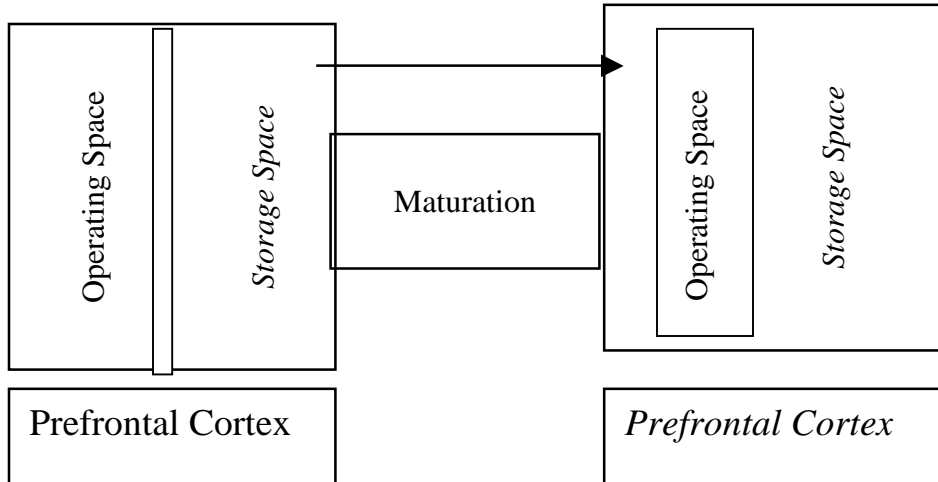 Operating Space
Storage Space
Maturation
Operating Space
Storage Space
Prefrontal Cortex
Prefrontal Cortex